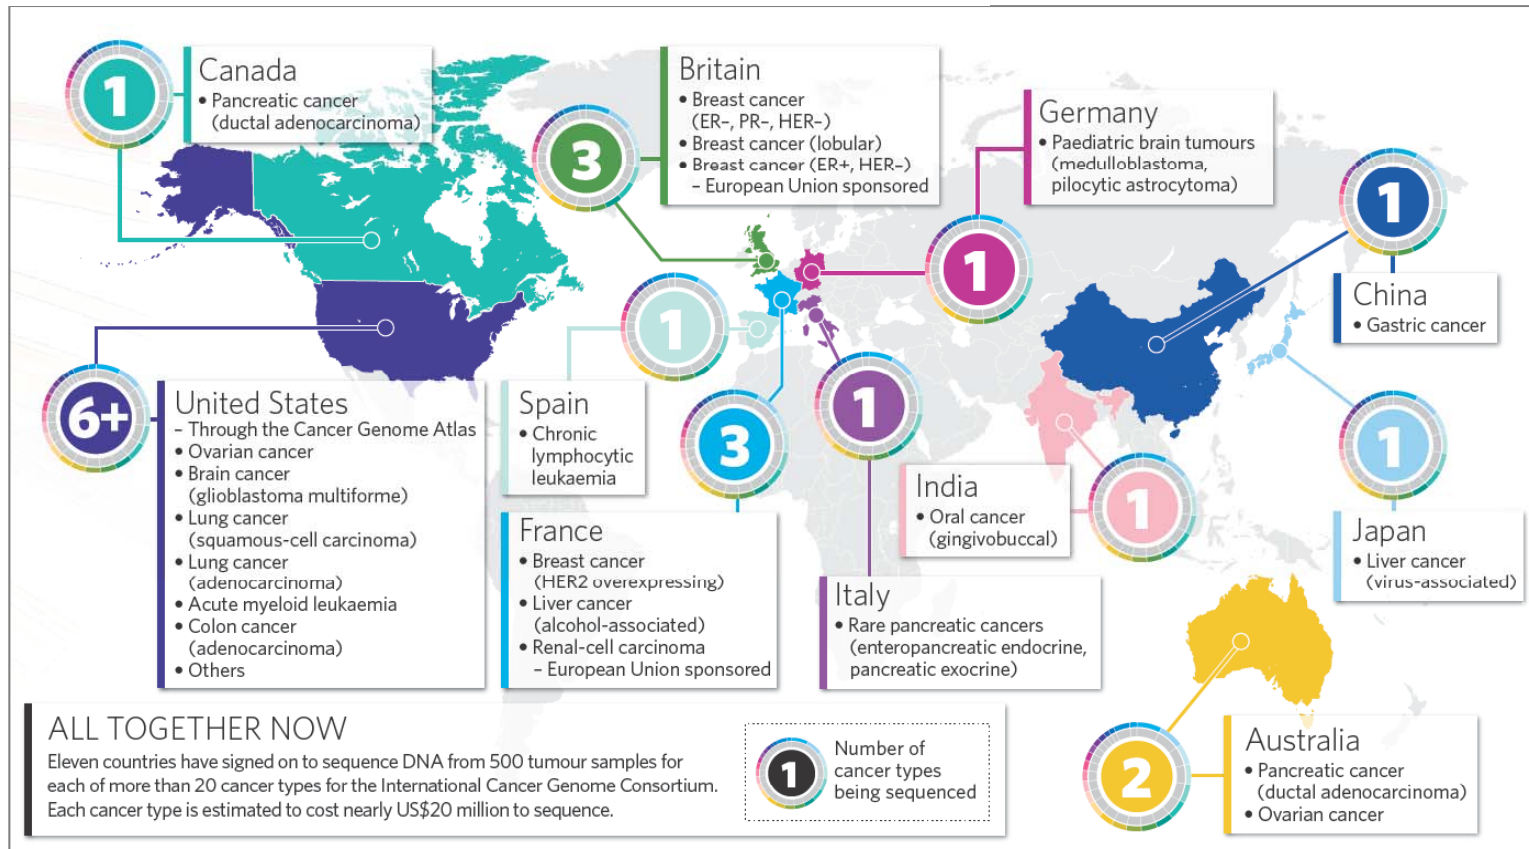 1
Canada
• Pancreatic cancer
(ductal adenocarcinoma)
3
Britain
• Breast cancer
(ER–, PR–, HER–)
• Breast cancer (lobular)
• Breast cancer (ER+, HER–)
– European Union sponsored
1
Germany
• Paediatric brain tumours
(medulloblastoma,
pilocytic astrocytoma)
1
China
• Gastric cancer
6+
United States
– Through the Cancer Genome Atlas
• Ovarian cancer
• Brain cancer
(glioblastoma multiforme)
• Lung cancer
(squamous-cell carcinoma)
• Lung cancer
(adenocarcinoma)
• Acute myeloid leukaemia
• Colon cancer
(adenocarcinoma)
• Others
1
Spain
• Chronic
lymphocytic
leukaemia
3
France
• Breast cancer
(HER2 overexpressing)
• Liver cancer
(alcohol-associated)
• Renal-cell carcinoma
– European Union sponsored
1
Italy
• Rare pancreatic cancers
(enteropancreatic endocrine,
pancreatic exocrine)
1
India
• Oral cancer
(gingivobuccal)
1
Japan
• Liver cancer
(virus-associated)
2
Australia
• Pancreatic cancer
(ductal adenocarcinoma)
• Ovarian cancer
ALL TOGETHER NOW
Eleven countries have signed on to sequence DNA from 500 tumour samples for
each of more than 20 cancer types for the International Cancer Genome Consortium.
Each cancer type is estimated to cost nearly US$20 million to sequence.
1
Number of
cancer types
being sequenced